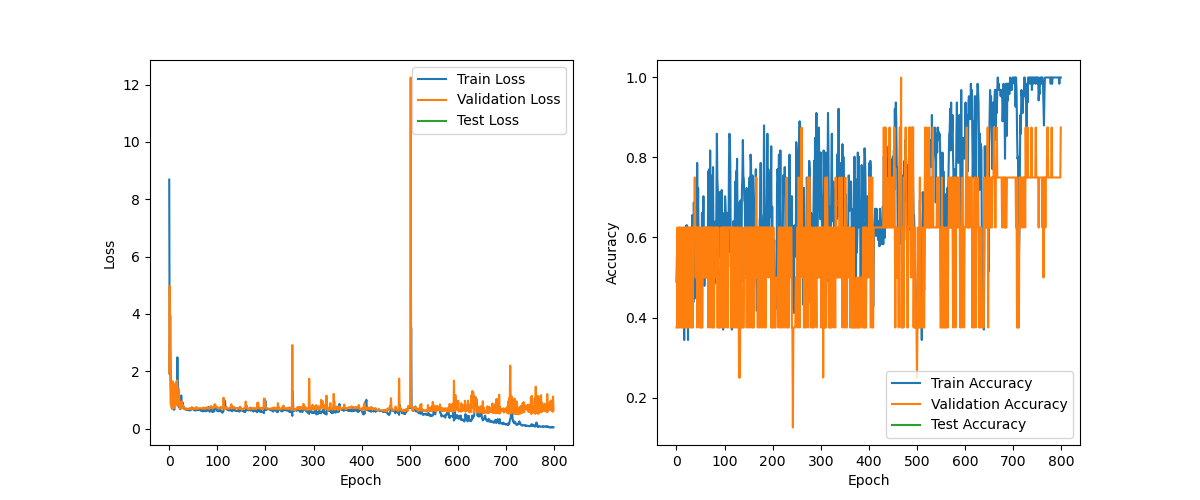 12
10
8
6
4
2
0
Loss
0 100 200 300 400 500 600 700 800
Epoch
Train Loss
Validation Loss
Test Loss
1.0
0.8
0.6
0.4
0.2
Accuracy
0 100 200 300 400 500 600 700 800
Epoch
Train Accuracy
Validation Accuracy
Test Accuracy